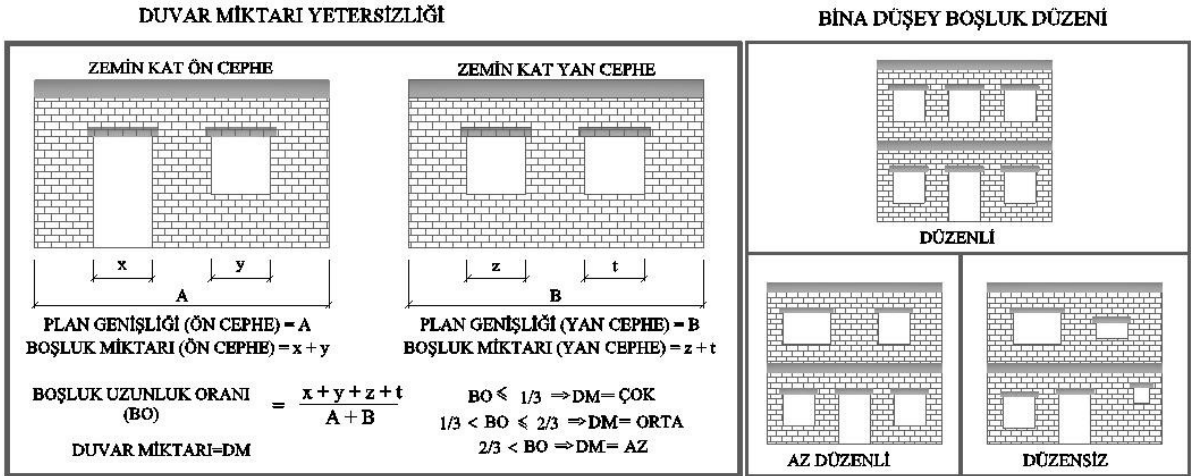 DUVAR MİKTARI YETERSİZLİĞİ
ZEMİN KAT ÖN CEPHE
x
y
A
PLAN GENİŞLİĞİ (ÖN CEPHE) = A
BOŞLUK MİKTARI (ÖN CEPHE) = x + y
ZEMİN KAT YAN CEPHE
z
t
B
PLAN GENİŞLİĞİ (YAN CEPHE) = B
BOŞLUK MİKTARI (YAN CEPHE) = z + t
BOŞLUK UZUNLUK ORANI
(BO)
= x + y + z + t
A + B
DUVAR MİKTARI=DM
BO ⩽ 1/3 ⇒DM= ÇOK
1/3 < BO ⩽ 2/3 ⇒DM= ORTA
2/3 < BO ⇒DM= AZ
BİNA DÜŞEY BOŞLUK DÜZENİ
DÜZENLİ
AZ DÜZENLİ
DÜZENSİZ